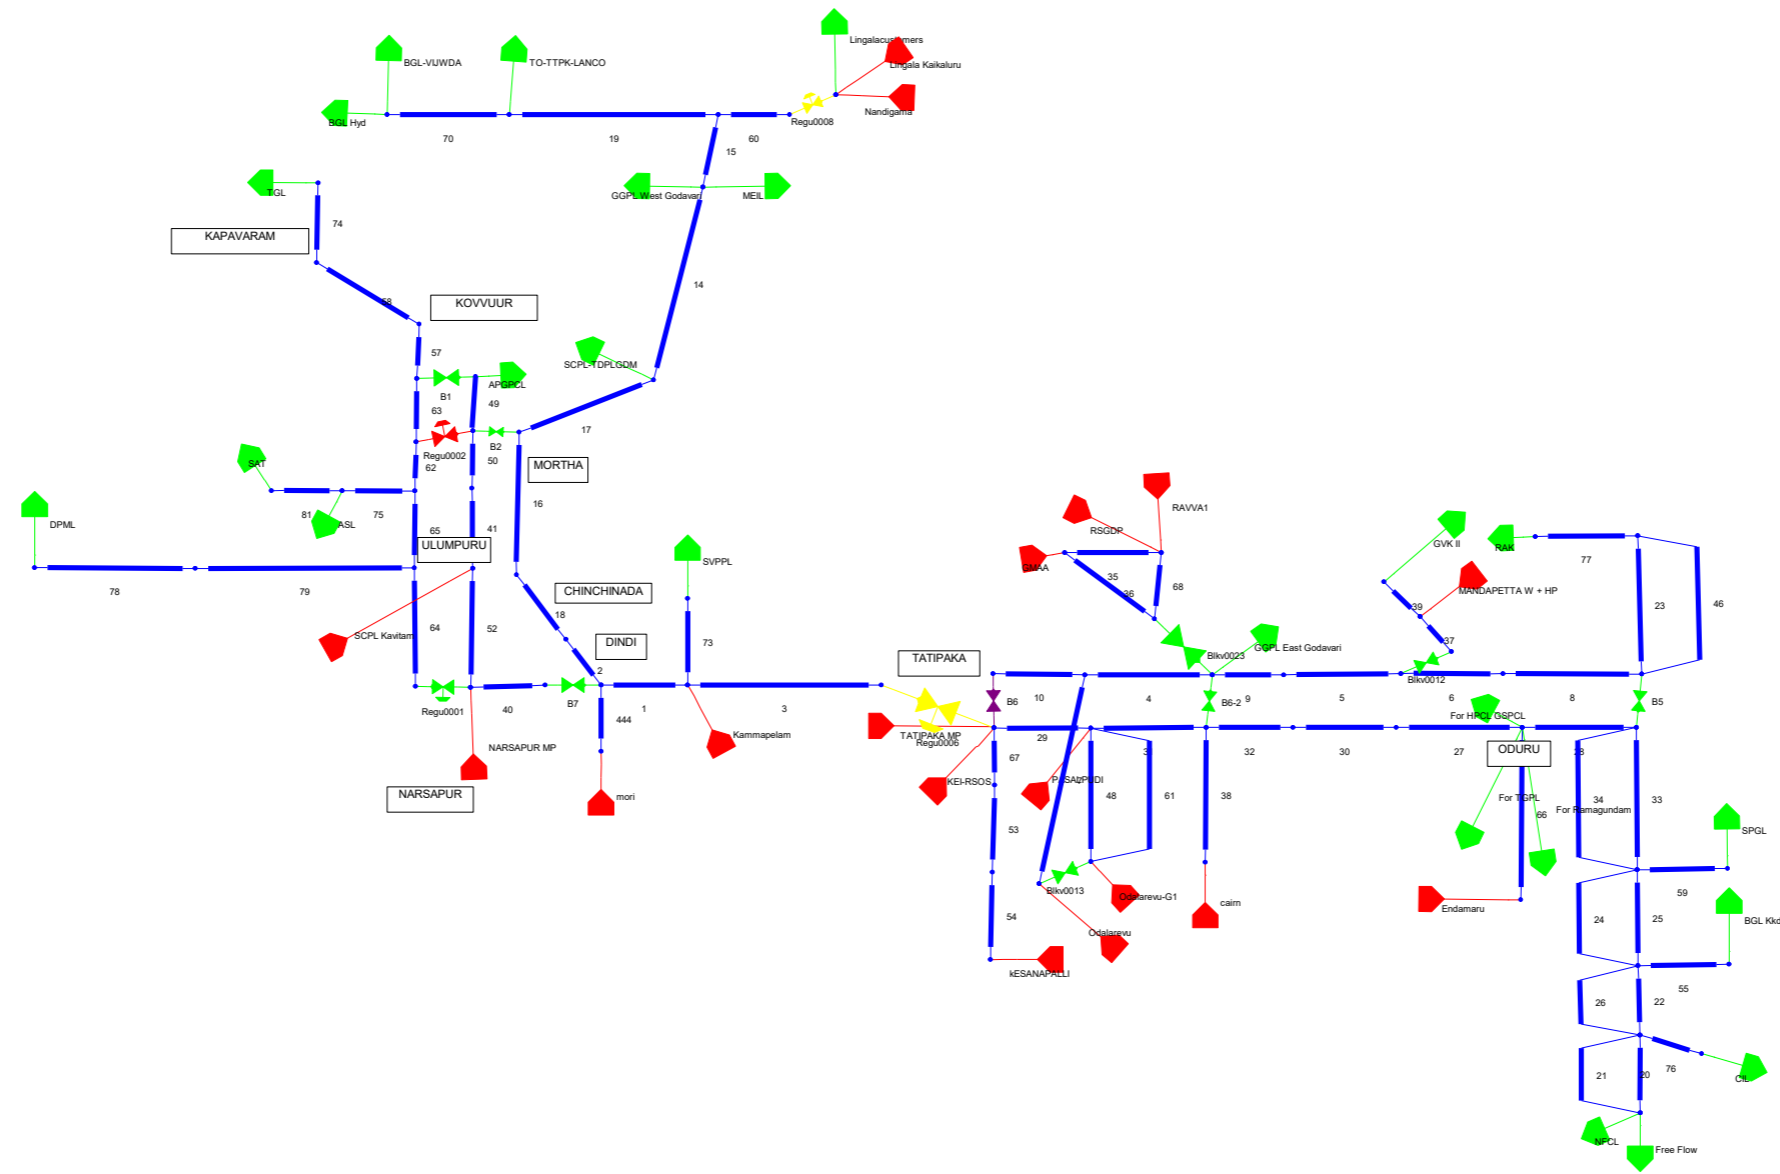 Lingalacustomers
BGL-VIJWDA
TO-TTPK-LANCO
Lingala Kaikaluru
Nandigama
BGL Hyd
Regu0008
70
19
60
15
TGL
GGPL West Godavari
MEIL
74
KAPAVARAM
14
58
KOVVUUR
57
SCPL-TDPLGDM
APGPCL
B1
49
63
17
B2
Regu0002
50
SAT
62
MORTHA
16
81
75
ASL
DPML
65
41
ULUMPURU
RAVVA1
RSGDP
GMAA
35
36
68
GVK II
RAK
77
MANDAPETTA W + HP
39
37
23
46
SVPPL
78
79
CHINCHINADA
64
52
18
SCPL Kavitam
DINDI
73
TATIPAKA
GGPL East Godavari
Blkv0023
Blkv0012
2
Regu0001
40
B7
444
1
3
B6
10
4
B6-2
9
5
6
8
B5
For HPCL GSPCL
TATIPAKA MP
Regu0006
29
3
32
30
27
28
ODURU
Kammapelam
NARSAPUR MP
NARSAPUR
mori
67
KEI-RSOS
PASALPUDI
48
61
38
For TGPL
For Ramagundam
34
33
66
53
SPGL
Blkv0013
Odalarevu-G1
cairn
Endamaru
59
54
Odalarevu
24
25
BGL Kkd
kESANAPALLI
55
26
22
21
20
76
CIL
NFCL
Free Flow